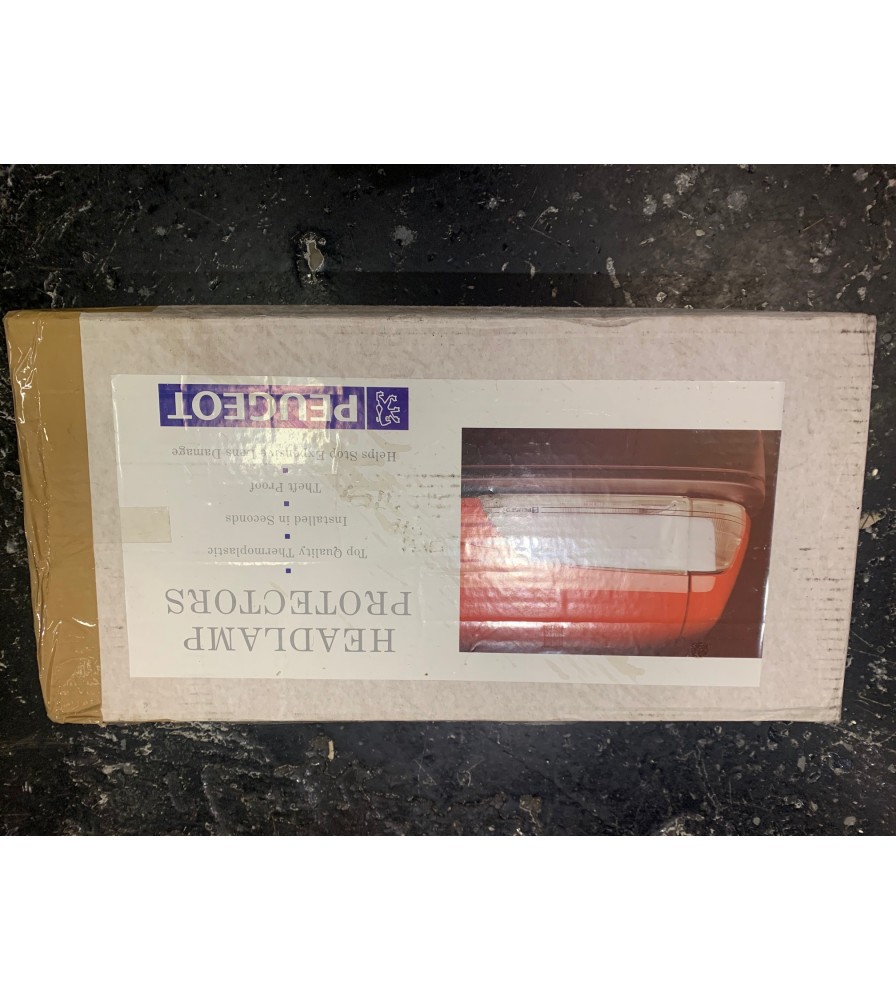 HEADLAMP
PROTECTORS
Top Quality Thermoplastic
Installed in Seconds
Theft Proof
Helps Stop Expensive Lens Damage
PEUGEOT